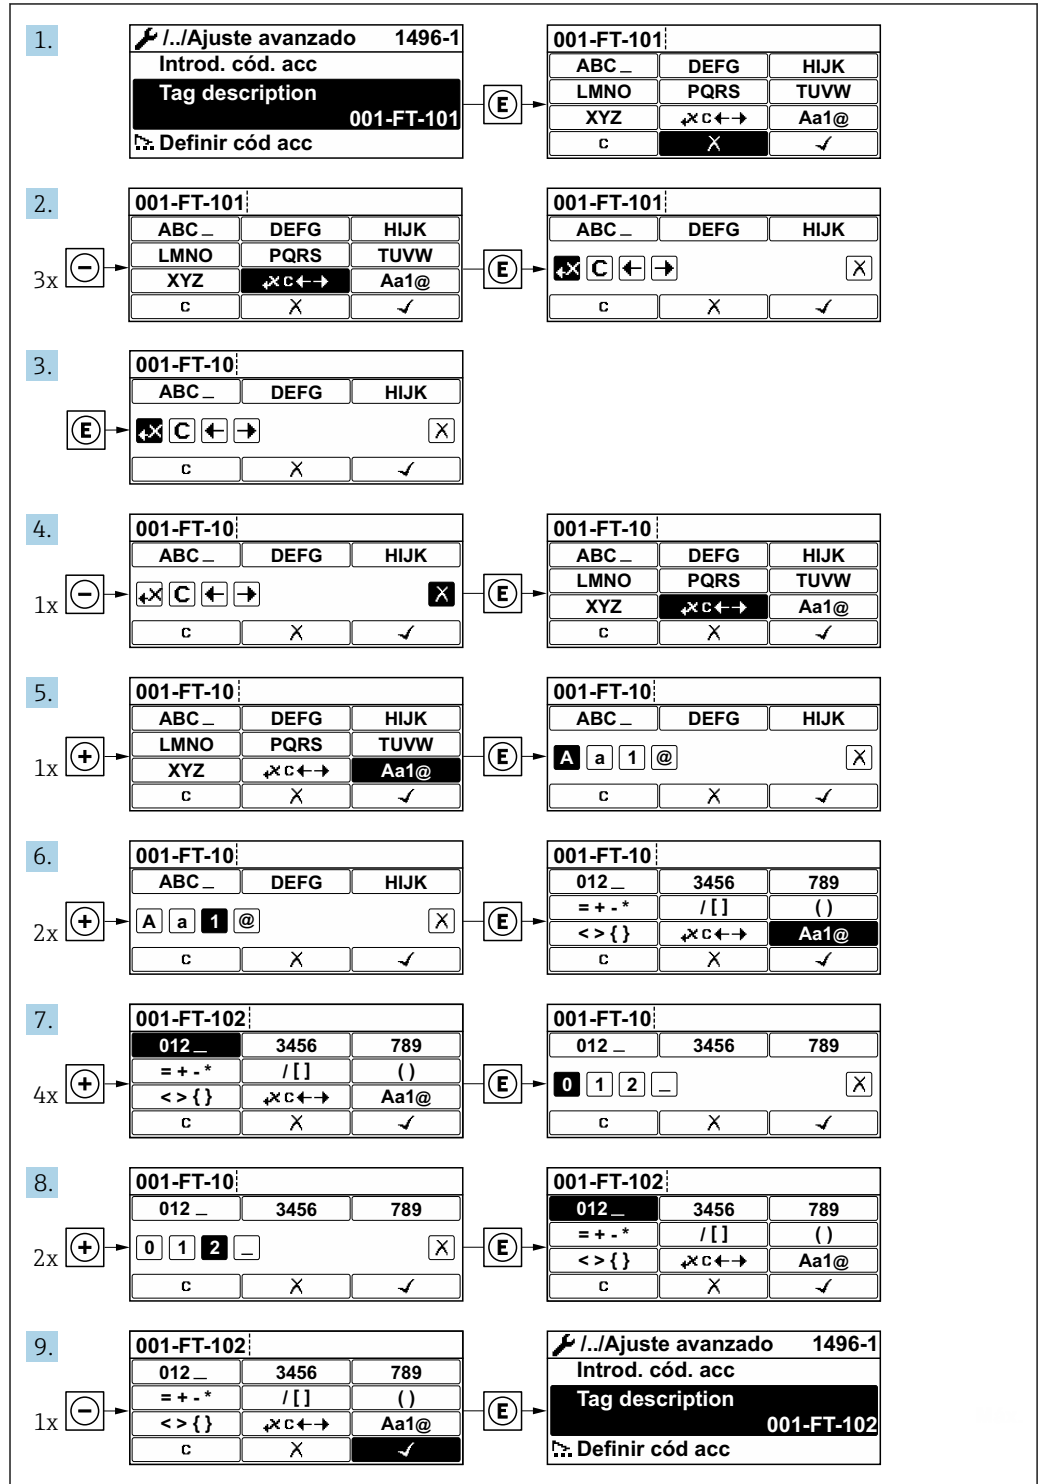 1.
/../Ajuste avanzado 1496-1
Introd. cód. acc
Tag description
001-FT-101
Definir cód acc
E
001-FT-101
ABC_ DEFG HIJK
LMNO PQRS TUVW
XYZ C Aa1@
C X ✓
2.
3x
001-FT-101
ABC_ DEFG HIJK
LMNO PQRS TUVW
XYZ C Aa1@
C X ✓
E
001-FT-101
ABC_ DEFG HIJK
C ← → X
C X ✓
3.
E
001-FT-10
ABC_ DEFG HIJK
C ← → X
C X ✓
4.
1x
001-FT-10
ABC_ DEFG HIJK
C ← → X
C X ✓
E
001-FT-10
ABC_ DEFG HIJK
LMNO PQRS TUVW
XYZ C Aa1@
C X ✓
5.
1x
001-FT-10
ABC_ DEFG HIJK
LMNO PQRS TUVW
XYZ C Aa1@
C X ✓
E
001-FT-10
ABC_ DEFG HIJK
A a 1 @ X
C X ✓
6.
2x
001-FT-10
ABC_ DEFG HIJK
A a 1 @ X
C X ✓
E
001-FT-10
012_ 3456 789
= + - * / [ ] ( )
< > { } C Aa1@
C X ✓
7.
4x
001-FT-102
012_ 3456 789
= + - * / [ ] ( )
< > { } C Aa1@
C X ✓
E
001-FT-10
012_ 3456 789
0 1 2 _ X
C X ✓
8.
2x
001-FT-10
012_ 3456 789
0 1 2 _ X
C X ✓
E
001-FT-102
012_ 3456 789
= + - * / [ ] ( )
< > { } C Aa1@
C X ✓
9.
1x
001-FT-102
012_ 3456 789
= + - * / [ ] ( )
< > { } C Aa1@
C X ✓
E
/../Ajuste avanzado 1496-1
Introd. cód. acc
Tag description
001-FT-102
Definir cód acc